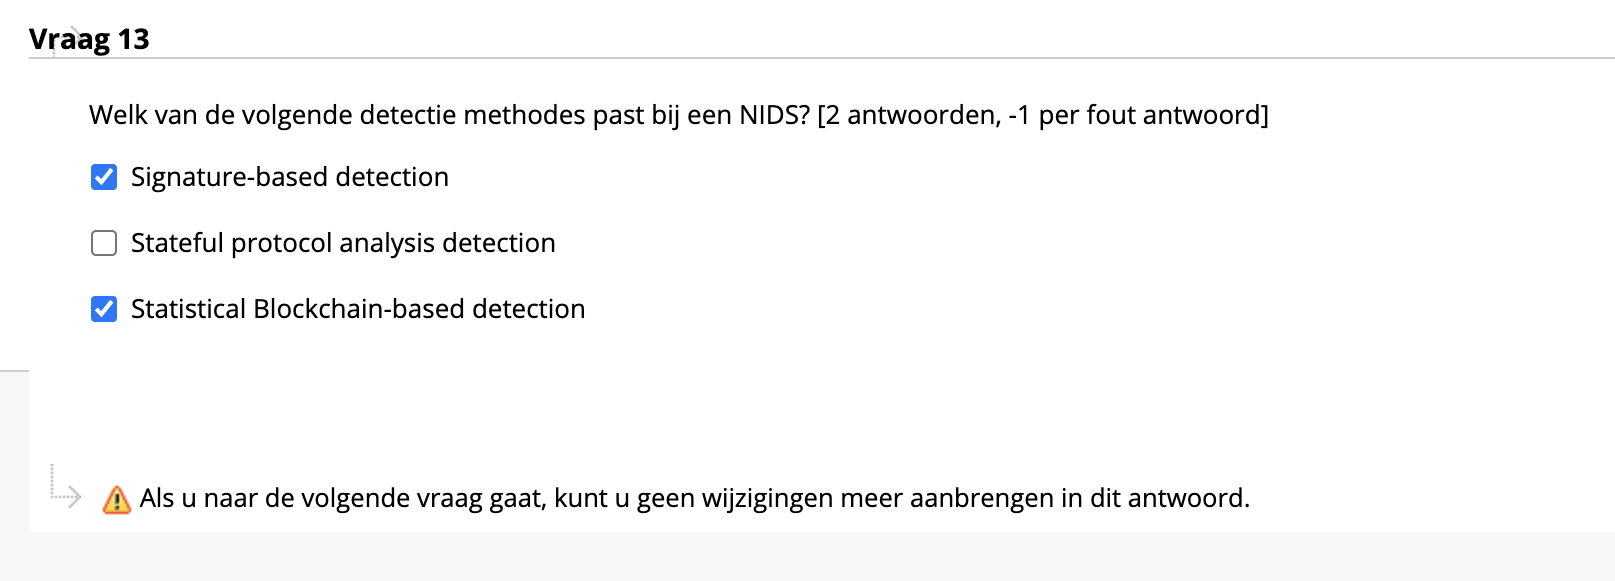 Vraag 13
Welk van de volgende detectie methodes past bij een NIDS? [2 antwoorden, -1 per fout antwoord]
Signature-based detection
Stateful protocol analysis detection
Statistical Blockchain-based detection
Als u naar de volgende vraag gaat, kunt u geen wijzigingen meer aanbrengen in dit antwoord.